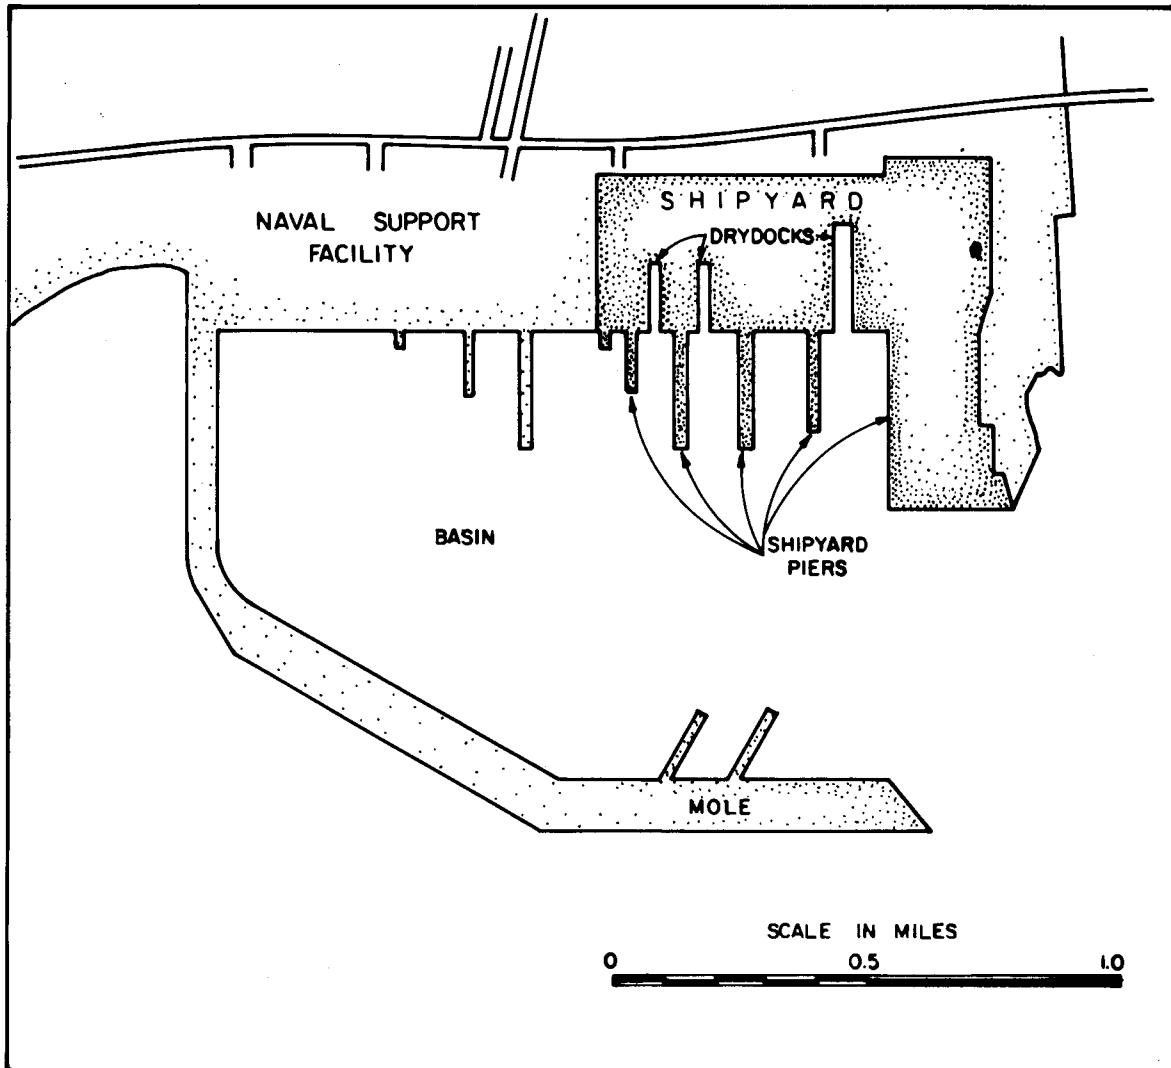 SHIPYARD
NAVAL SUPPORT
FACILITY
DRYDOCKS
BASIN
SHIPYARD
PIERS
MOLE
SCALE IN MILES
0 0.5 1.0